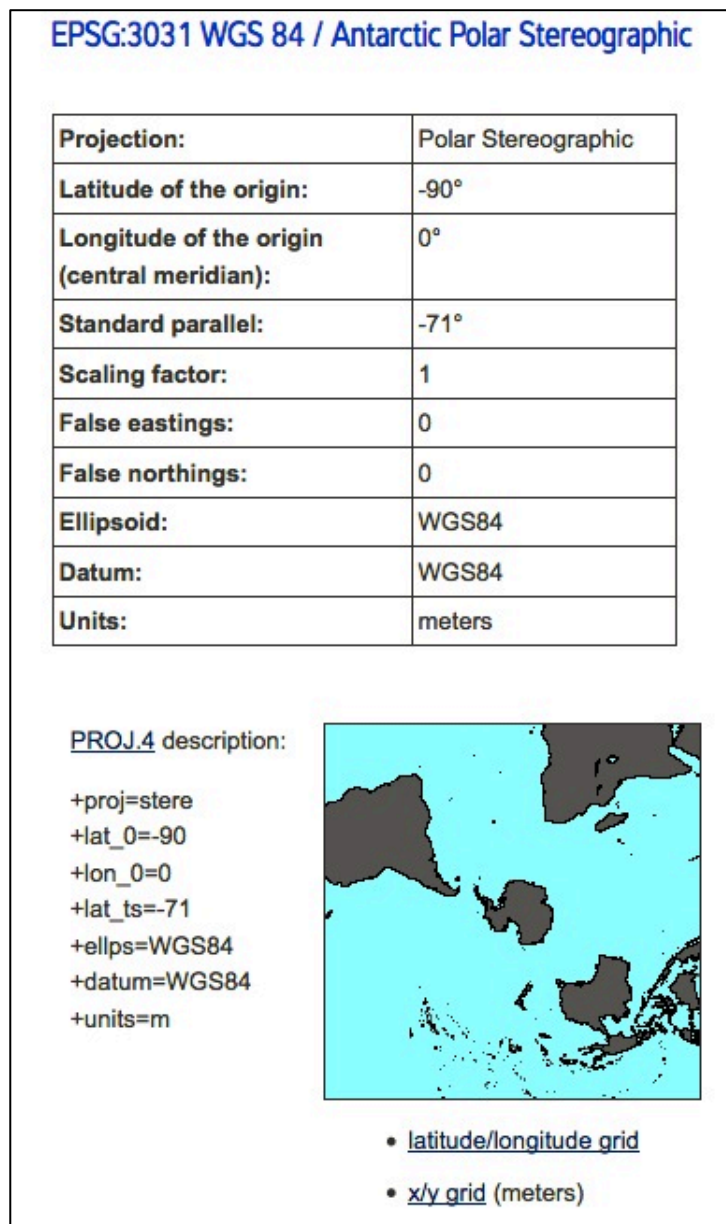 EPSG:3031 WGS 84 / Antarctic Polar Stereographic
Projection: Polar Stereographic
Latitude of the origin: -90°
Longitude of the origin 0°
(central meridian):
Standard parallel: -71°
Scaling factor: 1
False eastings: 0
False northings: 0
Ellipsoid: WGS84
Datum: WGS84
Units: meters
PROJ.4 description:
+proj=stere
+lat_0=-90
+lon_0=0
+lat_ts=-71
+ellps=WGS84
+datum=WGS84
+units=m
• latitude/longitude grid
• x/y grid (meters)